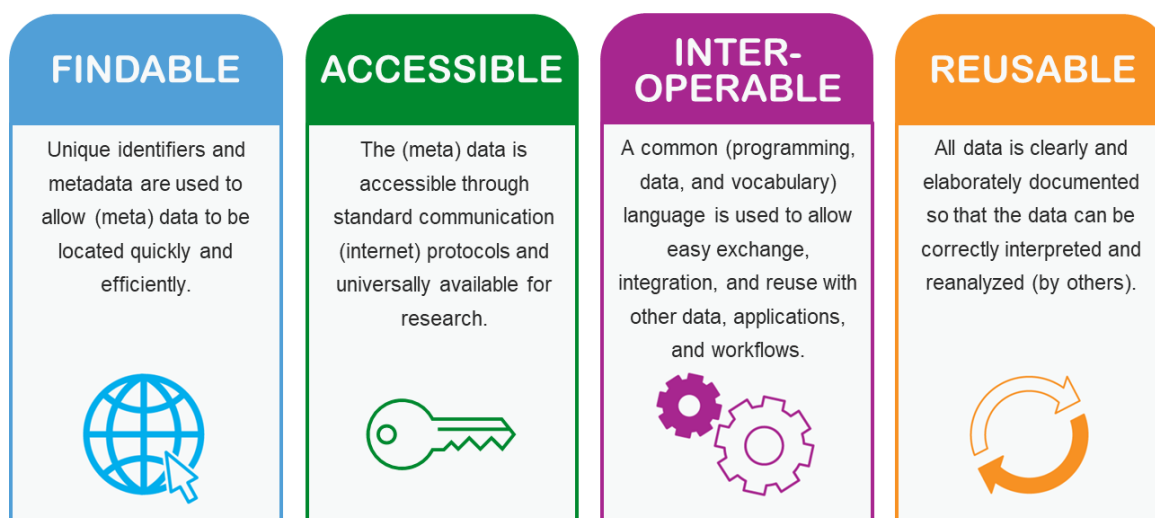 FINDABLE
Unique identifiers and
metadata are used to
allow (meta) data to be
located quickly and
efficiently.
ACCESSIBLE
The (meta) data is
accessible through
standard communication
(internet) protocols and
universally available for
research.
INTER-
OPERABLE
A common (programming,
data, and vocabulary)
language is used to allow
easy exchange,
integration, and reuse with
other data, applications,
and workflows.
REUSABLE
All data is clearly and
elaborately documented
so that the data can be
correctly interpreted and
reanalyzed (by others).